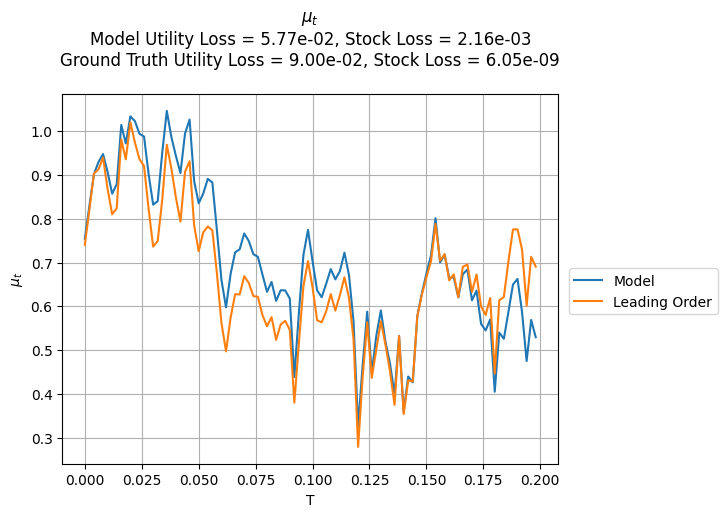 μₜ
Model Utility Loss = 5.77e-02, Stock Loss = 2.16e-03
Ground Truth Utility Loss = 9.00e-02, Stock Loss = 6.05e-09
1.0
0.9
0.8
0.7
0.6
0.5
0.4
0.3
μₜ
0.000 0.025 0.050 0.075 0.100 0.125 0.150 0.175 0.200
T
Model
Leading Order